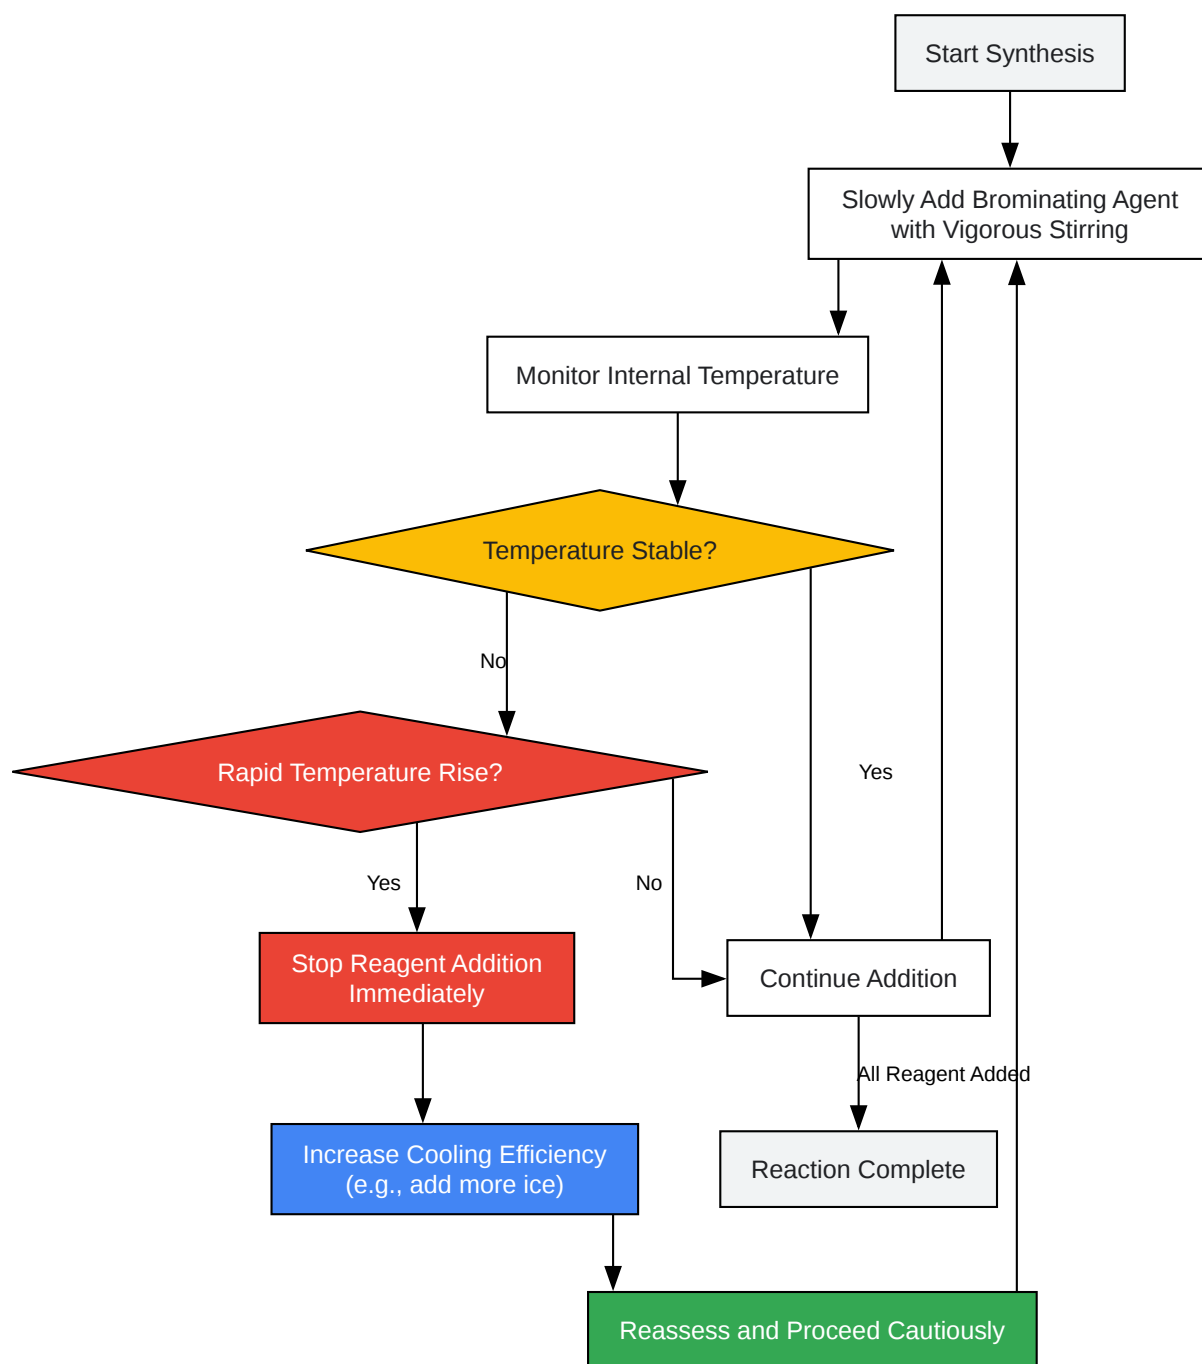 Start Synthesis
Slowly Add Brominating Agent
with Vigorous Stirring
Monitor Internal Temperature
Temperature Stable?
No
Rapid Temperature Rise?
Yes
Yes
No
Stop Reagent Addition
Immediately
Continue Addition
All Reagent Added
Increase Cooling Efficiency
(e.g., add more ice)
Reaction Complete
Reassess and Proceed Cautiously